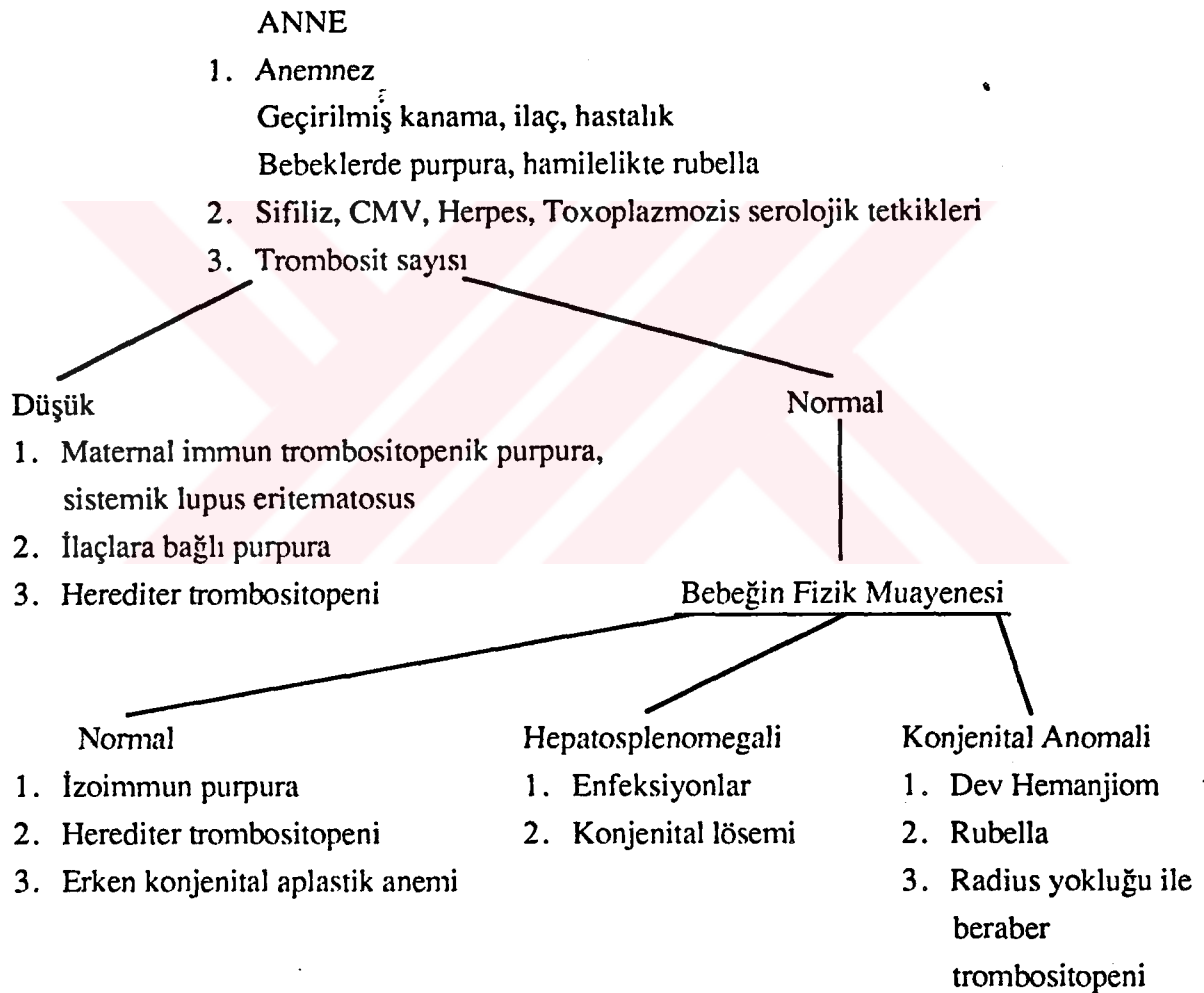 ANNE
1. Anemnez
Geçirilmiş kanama, ilaç, hastalık
Bebeklerde purpura, hamilelikte rubella
2. Sifiliz, CMV, Herpes, Toxoplazmozis serolojik tetkikleri
3. Trombosit sayısı
Düşük
1. Maternal immun trombositopenik purpura,
sistemik lupus eritematosus
2. İlaçlara bağlı purpura
3. Herediter trombositopeni
Normal
Bebeğin Fizik Muayenesi
Normal
1. İzoimmun purpura
2. Herediter trombositopeni
3. Erken konjenital aplastik anemi
Hepatosplenomegali
1. Enfeksiyonlar
2. Konjenital lösemi
Konjenital Anomali
1. Dev Hemanjiom
2. Rubella
3. Radius yokluğu ile
beraber
trombositopeni